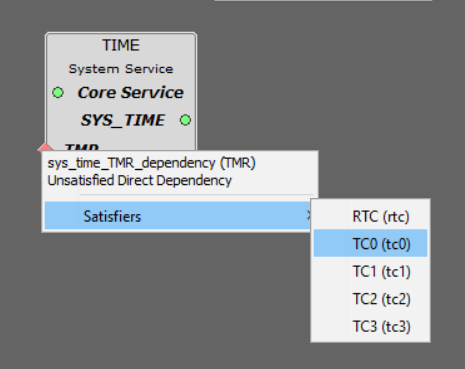 TIME
System Service
Core Service
SYS_TIME
TMR
sys_time_TMR_dependency (TMR)
Unsatisfied Direct Dependency
Satisfiers
RTC (rtc)
TC0 (tc0)
TC1 (tc1)
TC2 (tc2)
TC3 (tc3)